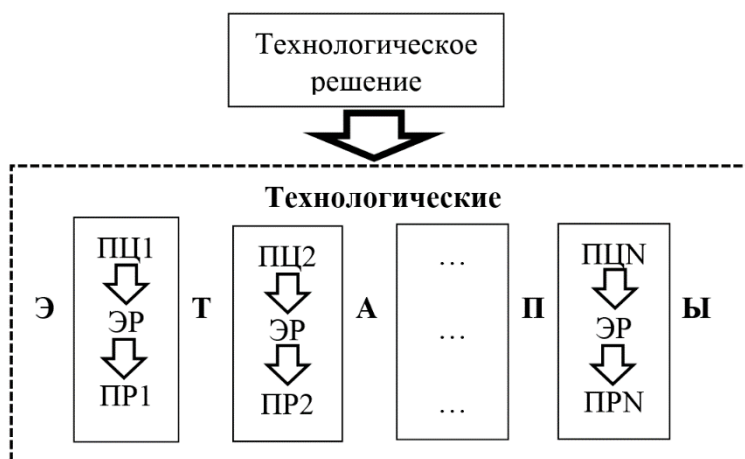 Технологическое
решение
Технологические
ПЦ1
ПЦ2
…
ПЦN
Э
ЭР
Т
ЭР
А
…
П
ЭР
Ы
ПР1
ПР2
…
ПРN